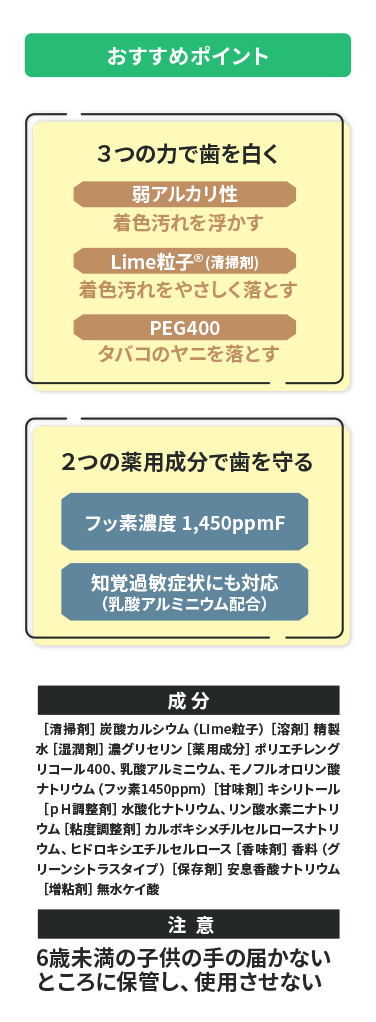 おすすめポイント
３つの力で歯を白く
弱アルカリ性
着色汚れを浮かす
Lime粒子®(清掃剤)
着色汚れをやさしく落とす
PEG400
タバコのヤニを落とす
２つの薬用成分で歯を守る
フッ素濃度 1,450ppmF
知覚過敏症状にも対応
（乳酸アルミニウム配合）
成 分
［清掃剤］炭酸カルシウム（LIme粒子）［溶剤］精製
水［湿潤剤］濃グリセリン［薬用成分］ポリエチレング
リコール400、乳酸アルミニウム、モノフルオロリン酸
ナトリウム（フッ素1450ppm）［甘味剤］キシリトール
［pH調整剤］水酸化ナトリウム、リン酸水素二ナトリ
ウム［粘度調整剤］カルボキシメチルセルロースナトリ
ウム、ヒドロキシエチルセルロース［香味剤］香料（グ
リーンシトラスタイプ）［保存剤］安息香酸ナトリウム
［増粘剤］無水ケイ酸
注 意
6歳未満の子供の手の届かない
ところに保管し、使用させない